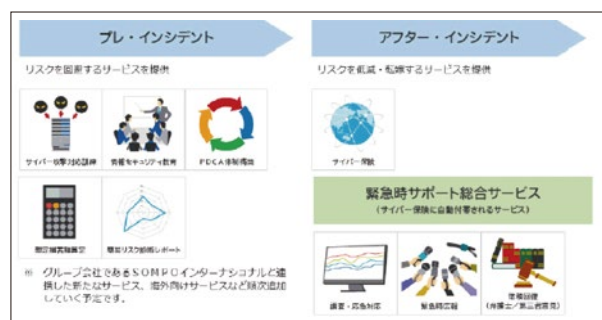 プレ・インシデント
リスクを回避するサービスを提供
サイバー攻撃対応訓練
情報セキュリティ教育
PDCA体制構築
想定損害額算定
簡易リスク診断レポート
※ グループ会社であるSOMPOインターナショナルと連
携した新たなサービス、海外向けサービスなど順次追加
していく予定です。
アフター・インシデント
リスクを低減・転嫁するサービスを提供
サイバー保険
緊急時サポート総合サービス
(サイバー保険に自動付帯されるサービス)
調査・応急対応
緊急時広報
(弁護士/第三者意見)